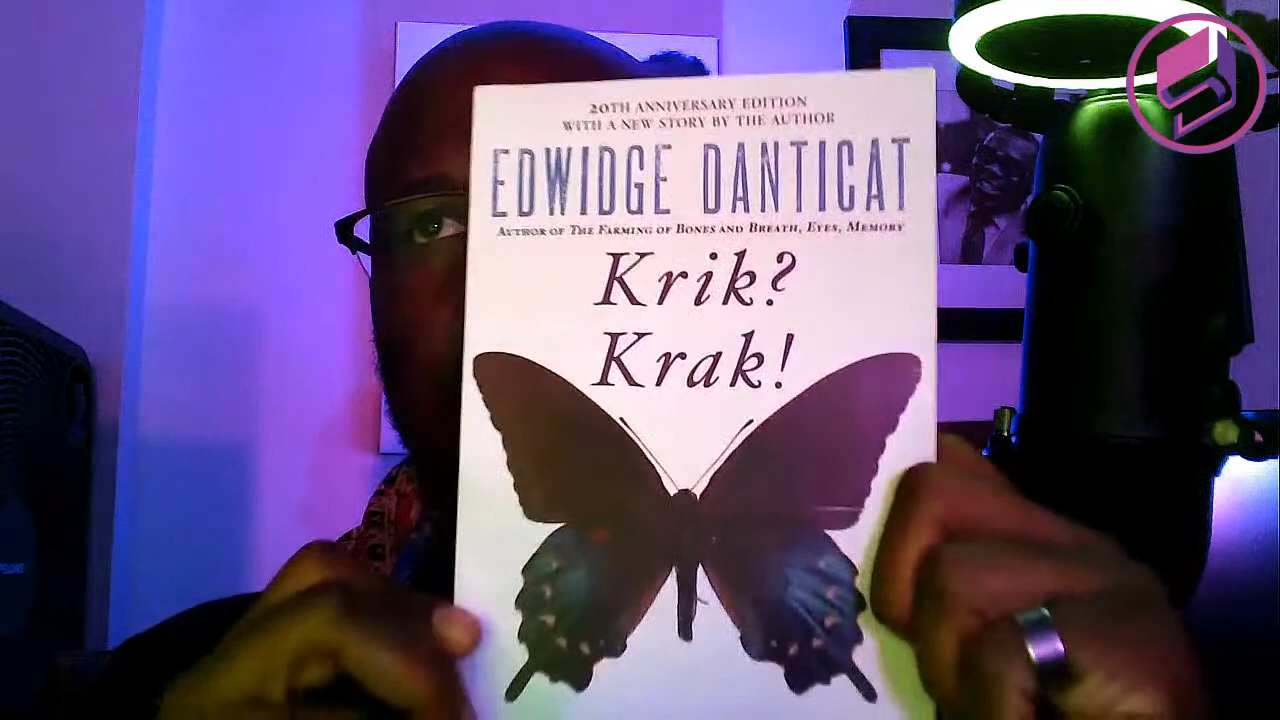 20TH ANNIVERSARY EDITION
WITH A NEW STORY BY THE AUTHOR
EDWIDGE DANTICAT
AUTHOR OF THE FARMING OF BONES AND BREATH, EYES, MEMORY
Krik?
Krak!